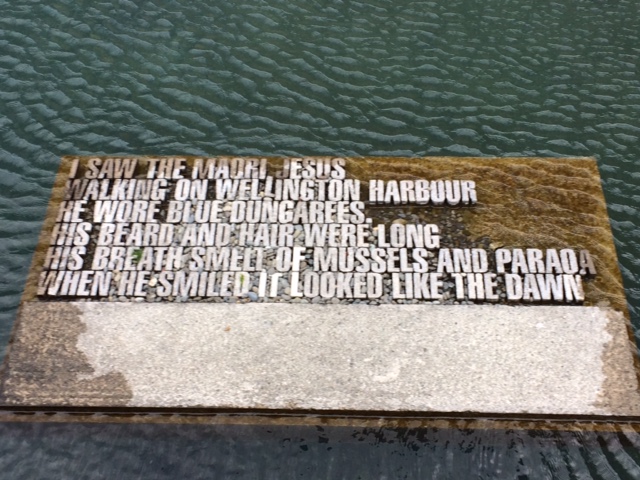 I SAW THE MAORI JESUS
WALKING ON WELLINGTON HARBOUR
HE WORE BLUE DUNGAREES,
HIS BEARD AND HAIR WERE LONG
HIS BREATH SMELT OF MUSSELS AND PARAOA
WHEN HE SMILED IT LOOKED LIKE THE DAWN